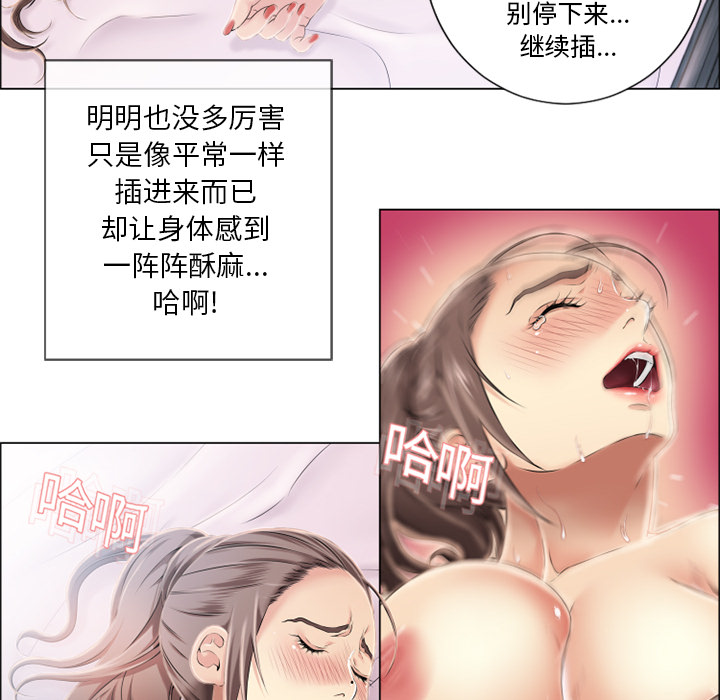 别停下来...
继续插...
明明也没多厉害
只是像平常一样
插进来而已
却让身体感到
一阵阵酥麻...
哈啊!
哈啊
哈啊